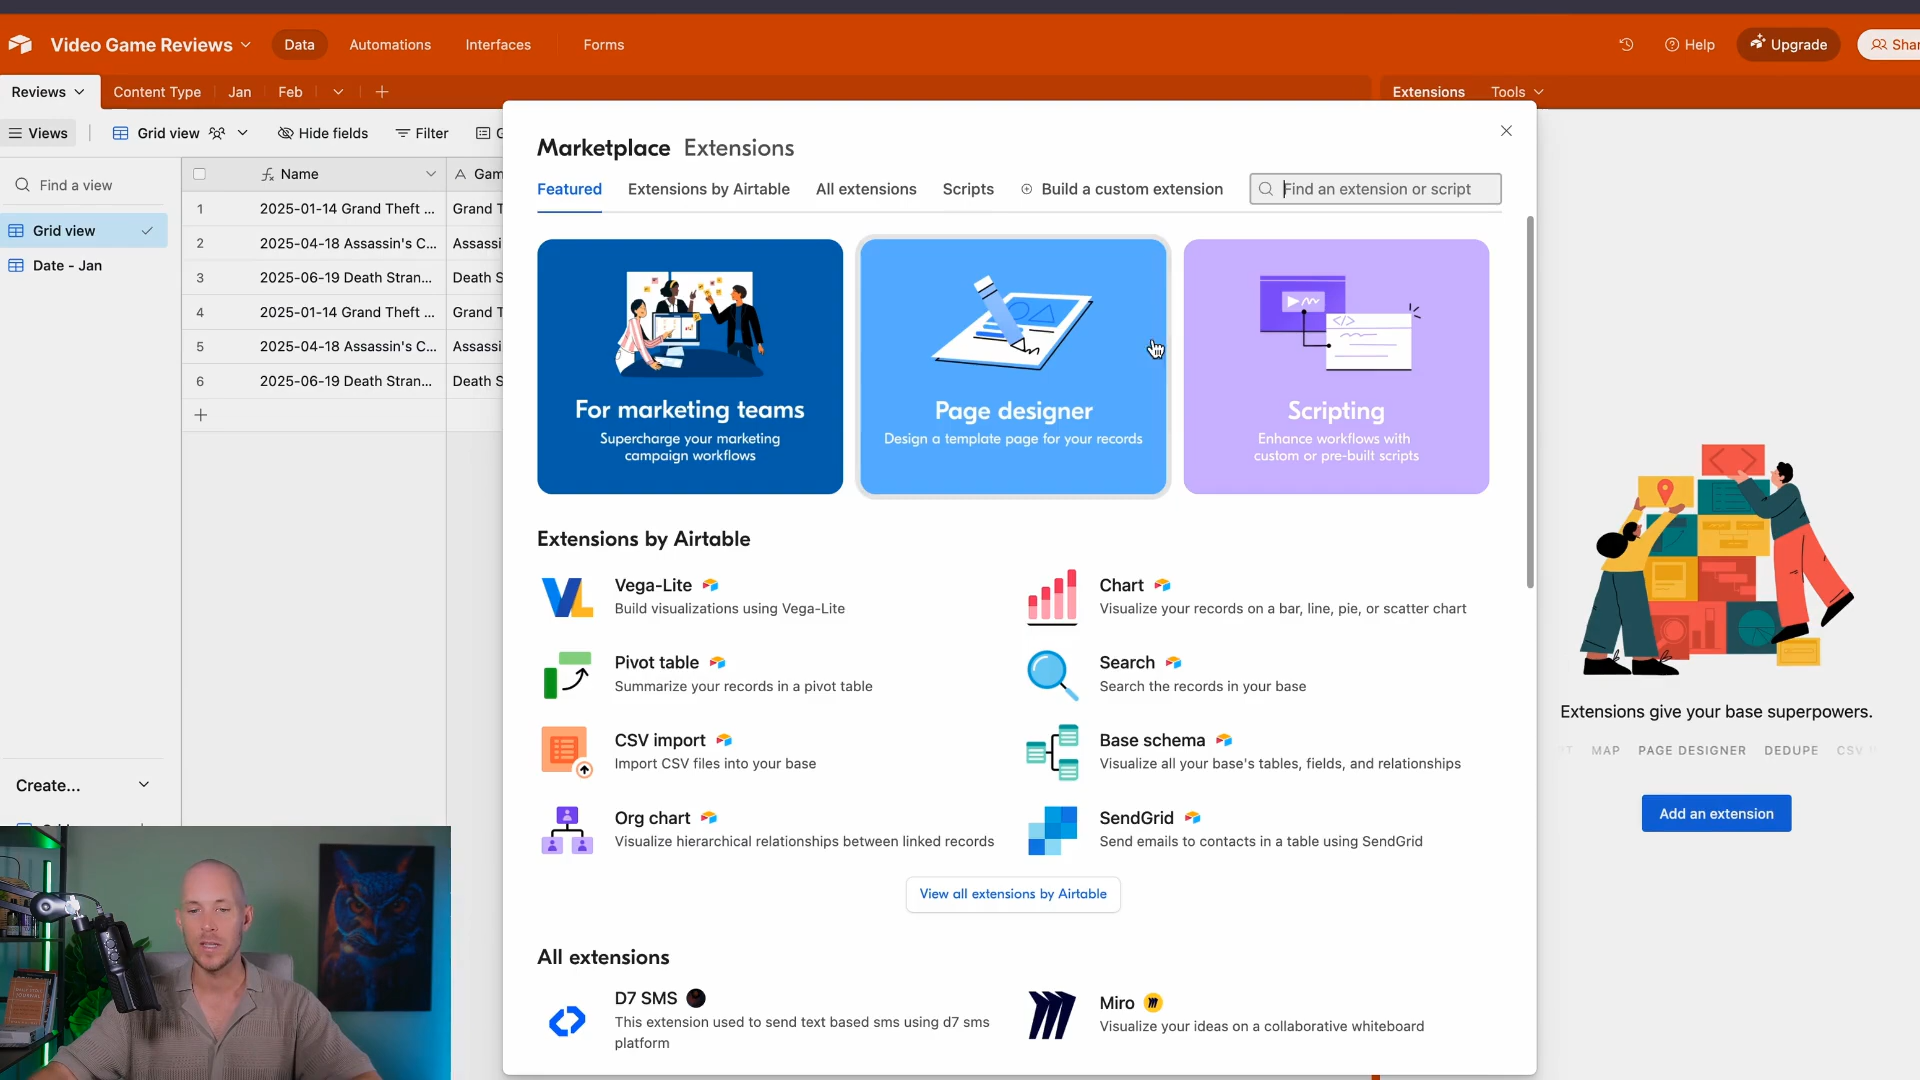 Video Game Reviews
Data
Automations
Interfaces
Forms
Help
Upgrade
Shar
Reviews
Content Type
Jan
Feb
Extensions
Tools
Views
Grid view
Hide fields
Filter
G
Find a view
Grid view
Date - Jan
Name
A Gam
1 2025-01-14 Grand Theft ... Grand T
2 2025-04-18 Assassin's C... Assassi
3 2025-06-19 Death Stran... Death S
4 2025-01-14 Grand Theft ... Grand T
5 2025-04-18 Assassin's C... Assassi
6 2025-06-19 Death Stran... Death S
Create...
Marketplace Extensions
Featured
Extensions by Airtable
All extensions
Scripts
Build a custom extension
Find an extension or script
For marketing teams
Supercharge your marketing
campaign workflows
Page designer
Design a template page for your records
Scripting
Enhance workflows with
custom or pre-built scripts
Extensions by Airtable
Vega-Lite
Build visualizations using Vega-Lite
Chart
Visualize your records on a bar, line, pie, or scatter chart
Pivot table
Summarize your records in a pivot table
Search
Search the records in your base
CSV import
Import CSV files into your base
Base schema
Visualize all your base's tables, fields, and relationships
Org chart
Visualize hierarchical relationships between linked records
SendGrid
Send emails to contacts in a table using SendGrid
View all extensions by Airtable
All extensions
D7 SMS
This extension used to send text based sms using d7 sms
platform
Miro
Visualize your ideas on a collaborative whiteboard
Extensions give your base superpowers.
MAP PAGE DESIGNER DEDUPE CSV
Add an extension